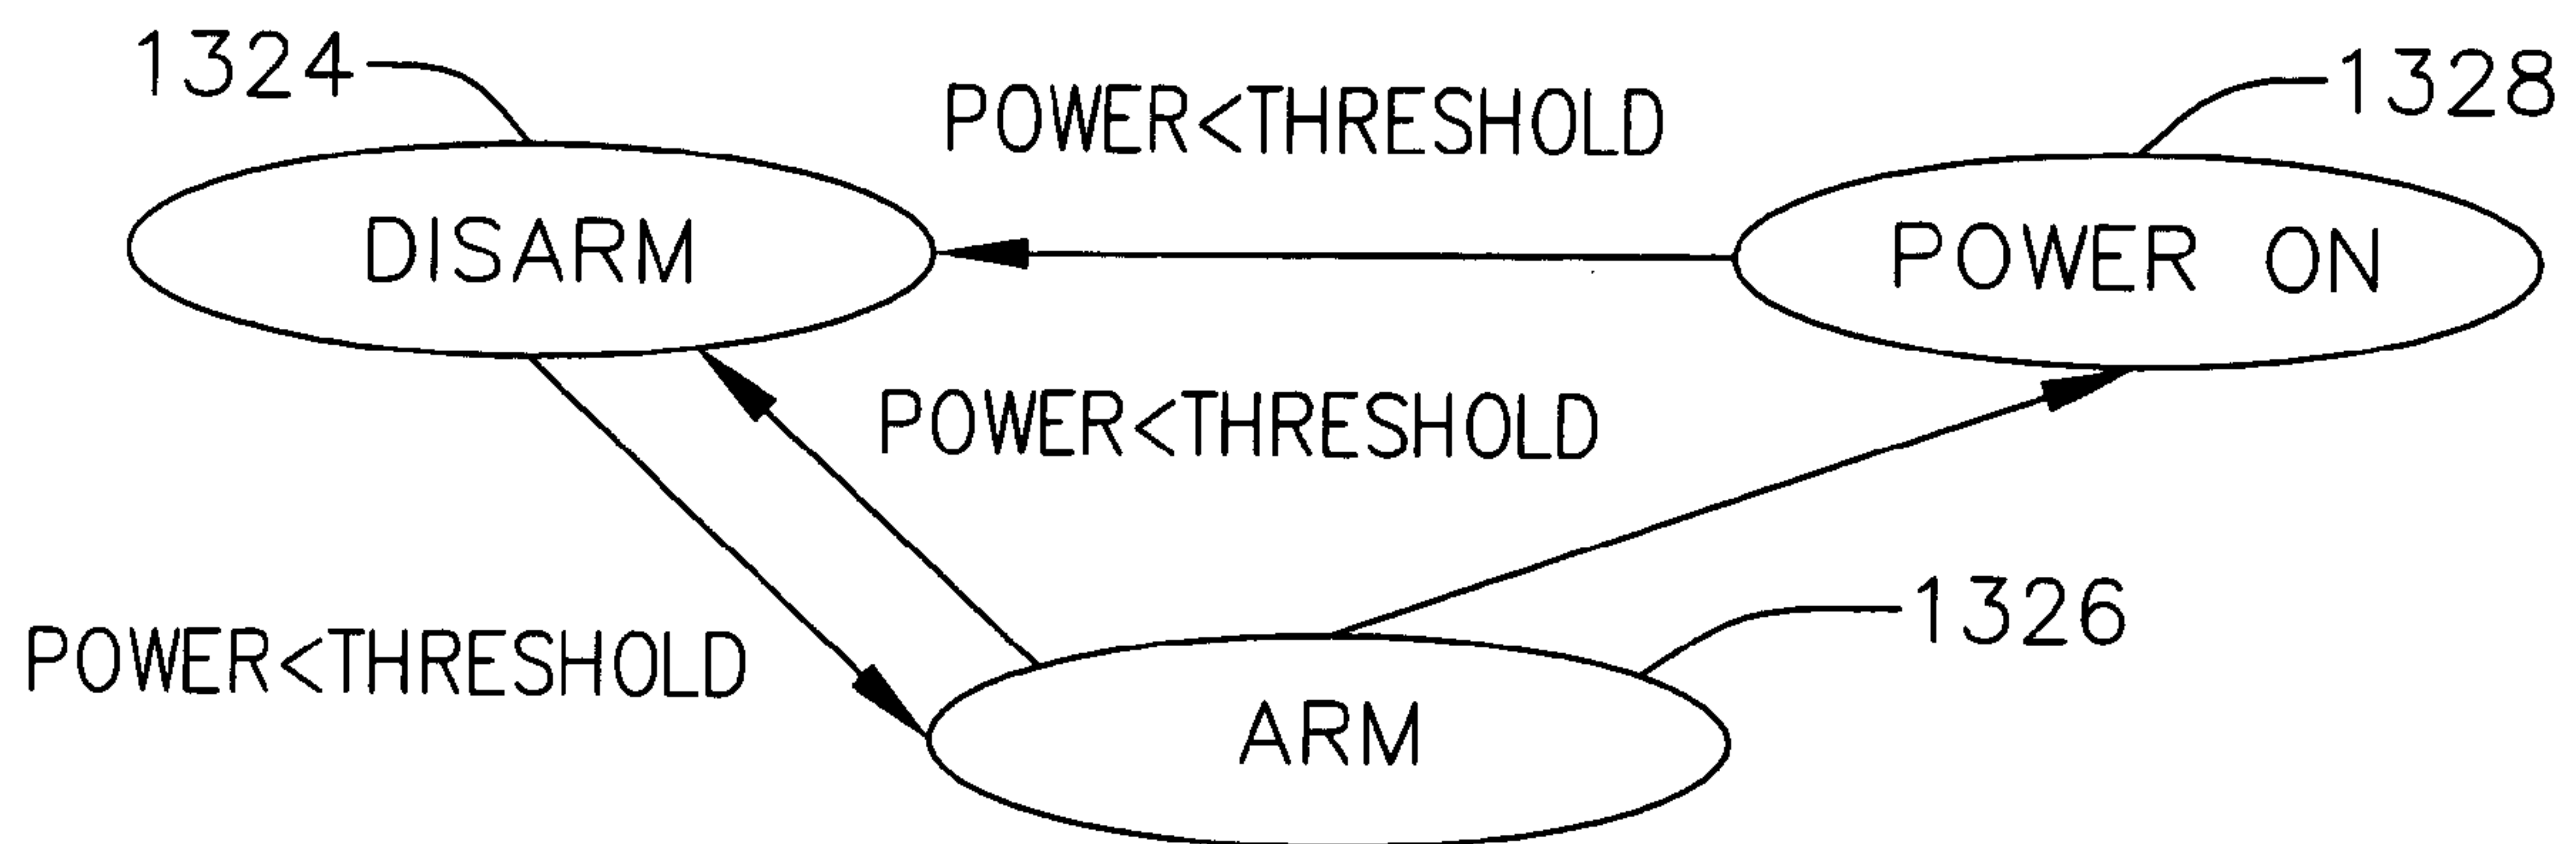 1324
POWER<THRESHOLD
1328
DISARM
POWER ON
POWER<THRESHOLD
POWER<THRESHOLD
1326
ARM